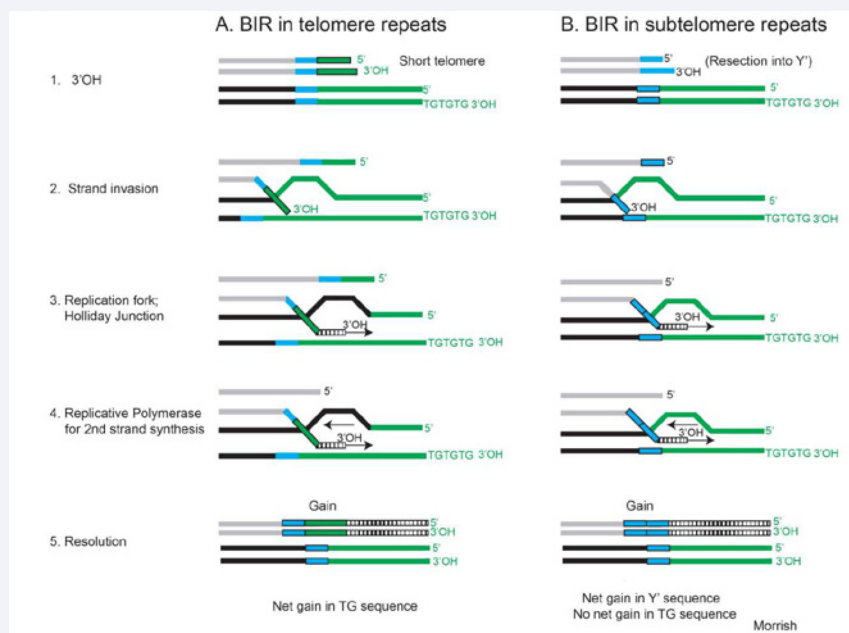 A. BIR in telomere repeats
B. BIR in subtelomere repeats
1. 3'OH
5'
3'OH
Short telomere
5'
TGTGTG 3'OH
5'
3'OH
(Resection into Y')
5'
TGTGTG 3'OH
2. Strand invasion
5'
3'OH
5'
TGTGTG 3'OH
5'
3'OH
5'
TGTGTG 3'OH
3. Replication fork;
Holliday Junction
5'
3'OH
5'
TGTGTG 3'OH
5'
3'OH
5'
TGTGTG 3'OH
4. Replicative Polymerase
for 2nd strand synthesis
5'
3'OH
5'
TGTGTG 3'OH
5'
3'OH
5'
TGTGTG 3'OH
5. Resolution
Gain
5'
3'OH
5'
3'OH
Gain
5'
3'OH
5'
3'OH
Net gain in TG sequence
Net gain in Y' sequence
No net gain in TG sequence
Morrish